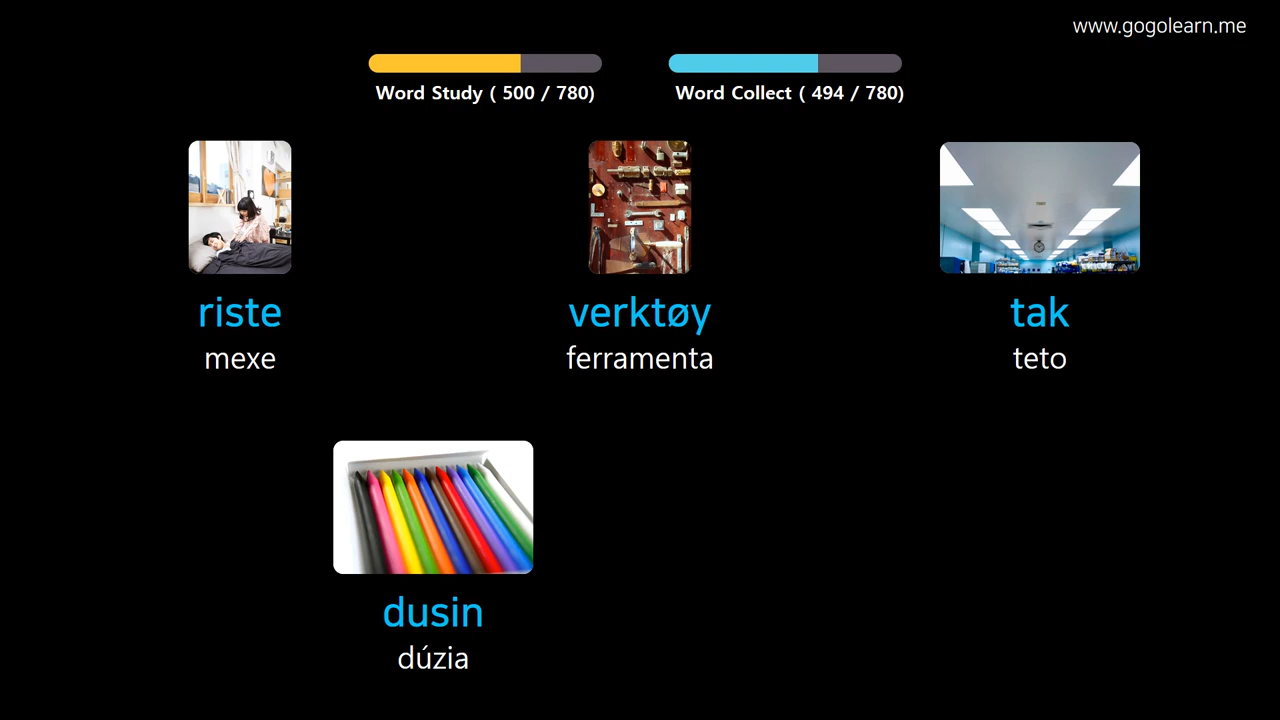 www.gogolearn.me
Word Study ( 500 / 780)
Word Collect ( 494 / 780)
riste
mexe
verktøy
ferramenta
tak
teto
dusin
dúzia